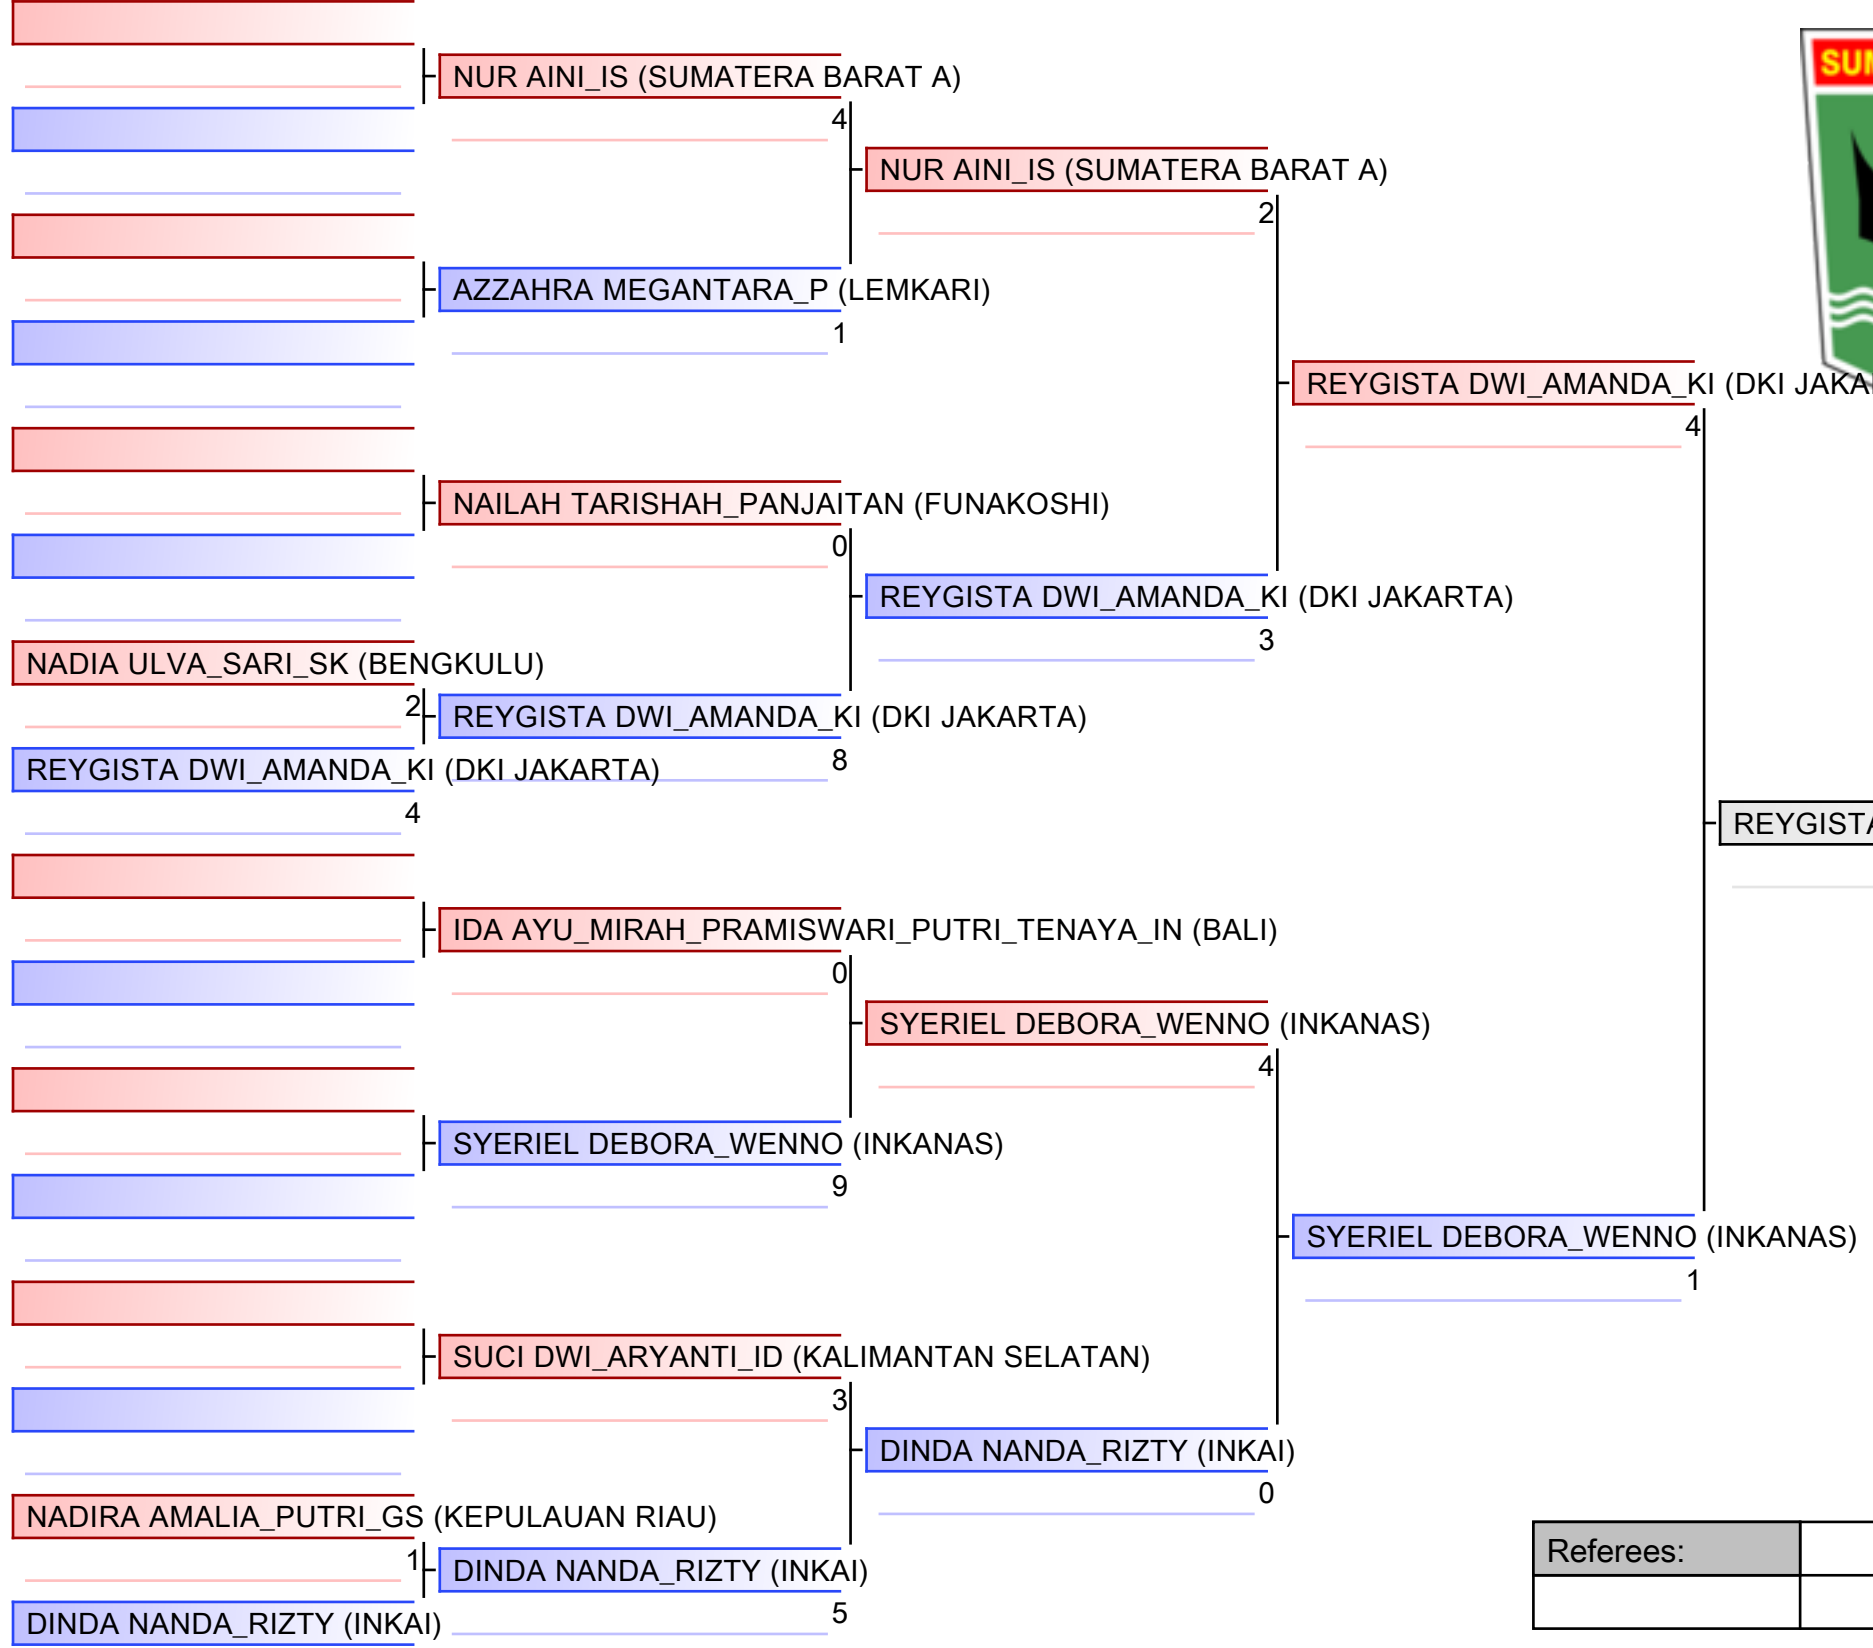 NUR AINI_IS (SUMATERA BARAT A)
4
NUR AINI_IS (SUMATERA BARAT A)
2
AZZAHRA MEGANTARA_P (LEMKARI)
1
REYGISTA DWI_AMANDA_KI (DKI
4
NAILAH TARISHAH_PANJAITAN (FUNAKOSHI)
0
REYGISTA DWI_AMANDA_KI (DKI JAKARTA)
3
NADIA ULVA_SARI_SK (BENGKULU)
2
REYGISTA DWI_AMANDA_KI (DKI JAKARTA)
8
REYGISTA DWI_AMANDA_KI (DKI JAKARTA)
4
REYGISTA
IDA AYU_MIRAH_PRAMISWARI_PUTRI_TENAYA_IN (BALI)
0
SYERIEL DEBORA_WENNO (INKANAS)
4
SYERIEL DEBORA_WENNO (INKANAS)
9
SYERIEL DEBORA_WENNO (INKANAS)
1
SUCI DWI_ARYANTI_ID (KALIMANTAN SELATAN)
3
DINDA NANDA_RIZTY (INKAI)
0
NADIRA AMALIA_PUTRI_GS (KEPULAUAN RIAU)
1
DINDA NANDA_RIZTY (INKAI)
5
DINDA NANDA_RIZTY (INKAI)
Referees: